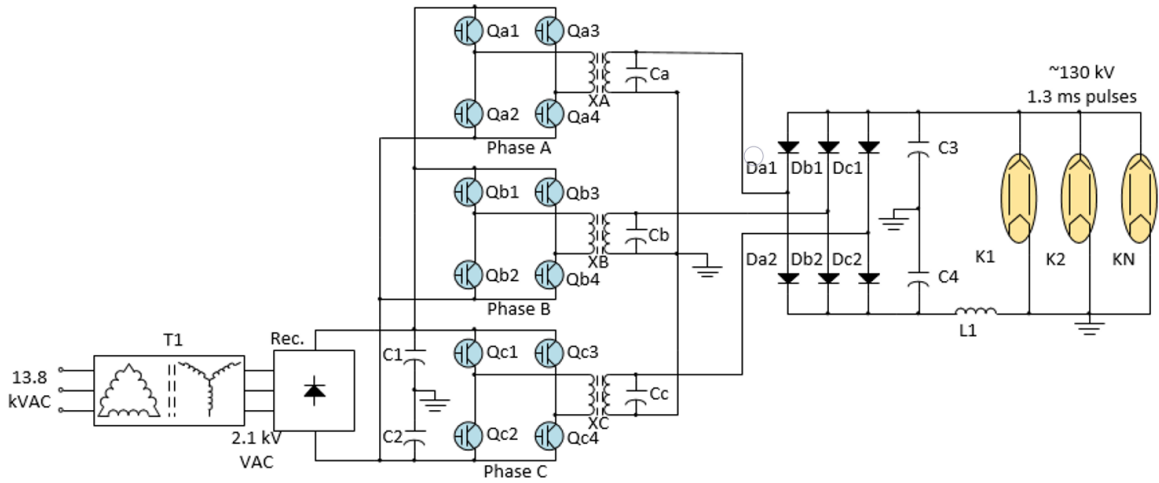 Qa1
Qa3
XA
Ca
Qa2
Qa4
Phase A
~130 kV
1.3 ms pulses
Da1
Db1
Dc1
C3
Qb1
Qb3
XB
Cb
Qb2
Qb4
Phase B
Da2
Db2
Dc2
C4
K1
K2
KN
L1
T1
Rec.
13.8
kVAC
2.1 kV
VAC
C1
C2
Qc1
Qc3
XC
Cc
Qc2
Qc4
Phase C